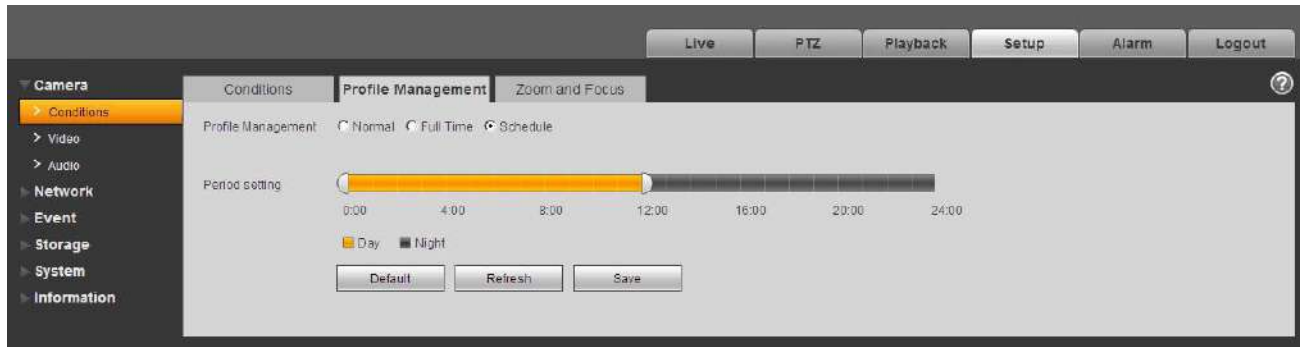 Live PTZ Playback Setup Alarm Logout
Camera
Conditions
Video
Audio
Network
Event
Storage
System
Information
Conditions Profile Management Zoom and Focus
?
Profile Management Normal Full Time Schedule
Period setting
0:00 4:00 8:00 12:00 16:00 20:00 24:00
Day Night
Default Refresh Save